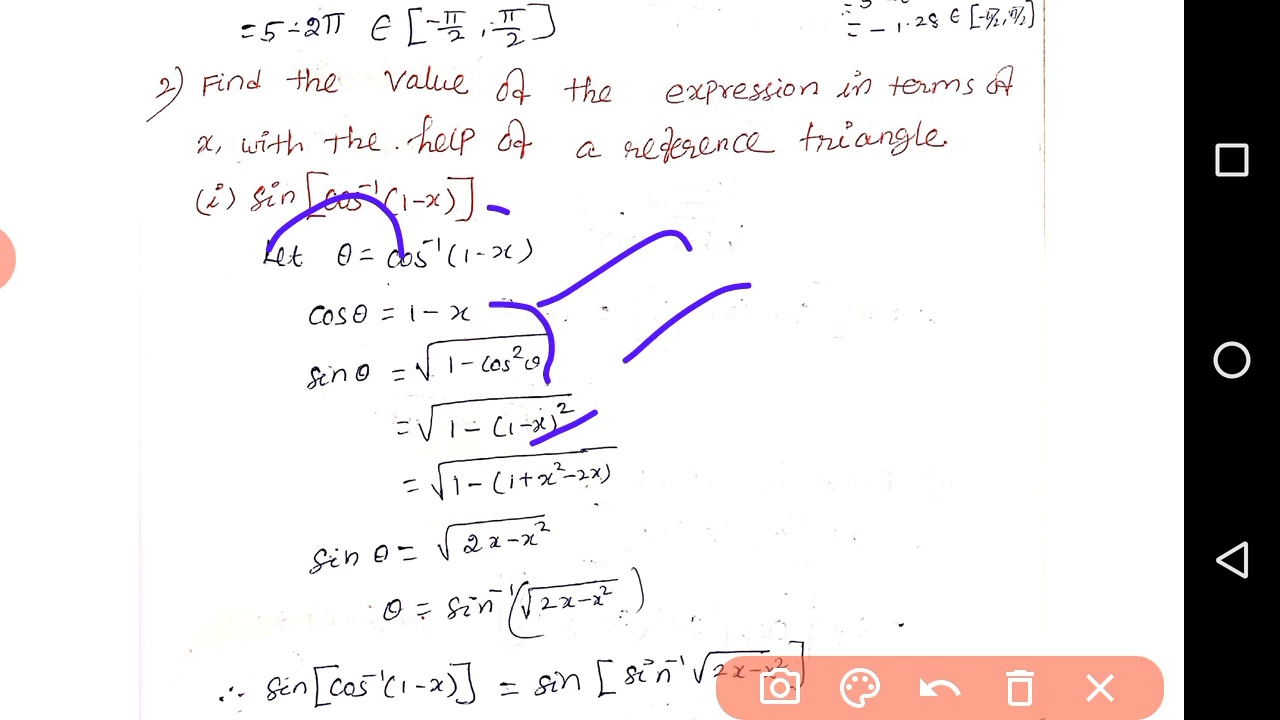 = 5 - 2π ∈ [-π/2, π/2]
= -1.28 ∈ [-π/2, π/2]
2) Find the value of the expression in terms of
x, with the help of a reference triangle.
(i) sin[cos⁻¹(1-x)]
Let θ = cos⁻¹(1-x)
cosθ = 1-x
sinθ = √(1-cos²θ)
= √(1-(1-x)²)
= √(1-(1+x²-2x))
sinθ = √(2x-x²)
θ = sin⁻¹(√(2x-x²))
∴ sin[cos⁻¹(1-x)] = sin[sin⁻¹√(2x-x²)]